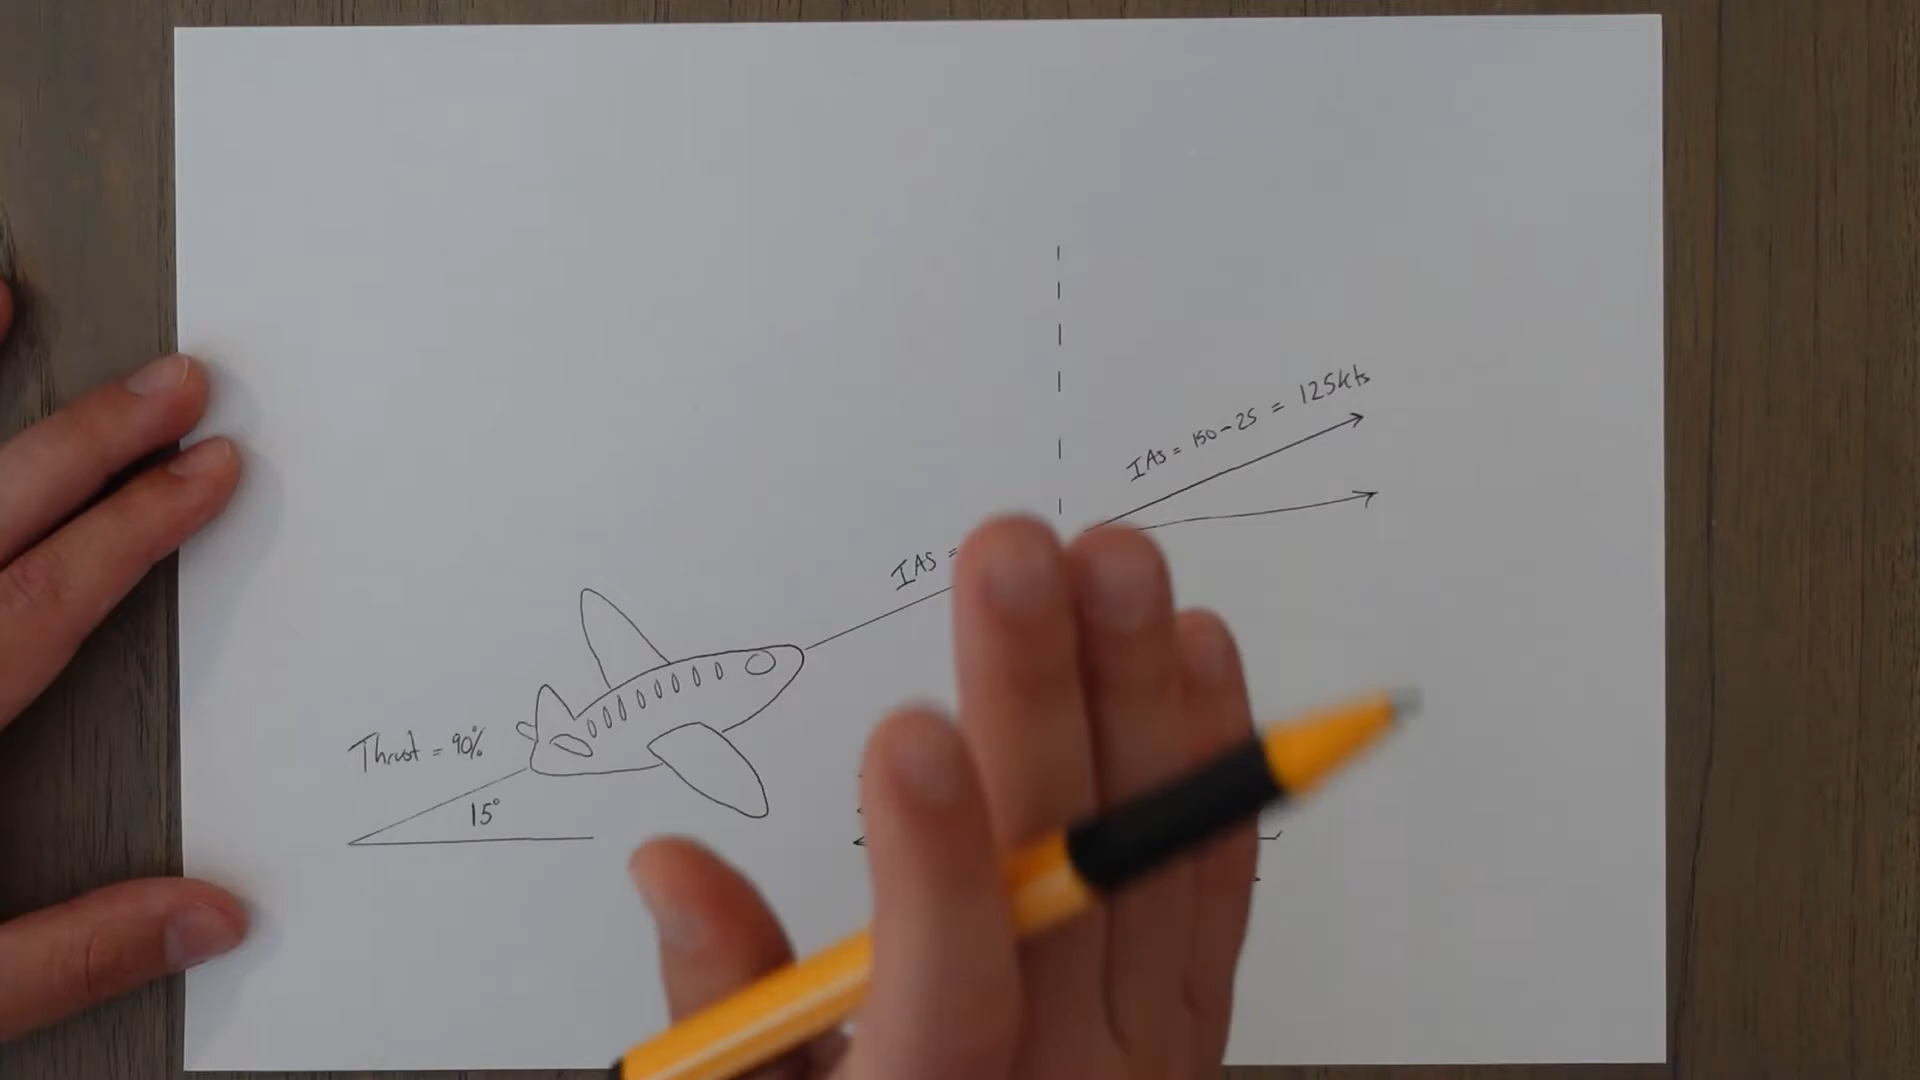 IAS = 150 - 25 = 125kts
IAS =
Thrust = 90%
15°